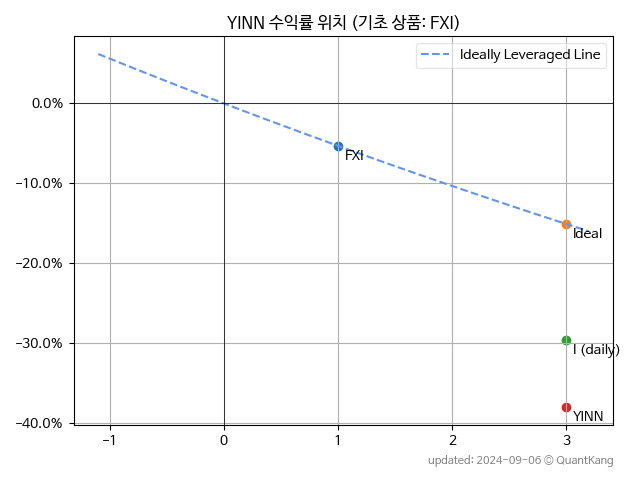 YINN 수익률 위치 (기초 상품: FXI)
Ideally Leveraged Line
0.0%
FXI
−10.0%
Ideal
−20.0%
−30.0%
I (daily)
YINN
−40.0%
−1 0 1 2 3
updated: 2024-09-06 © QuantKang